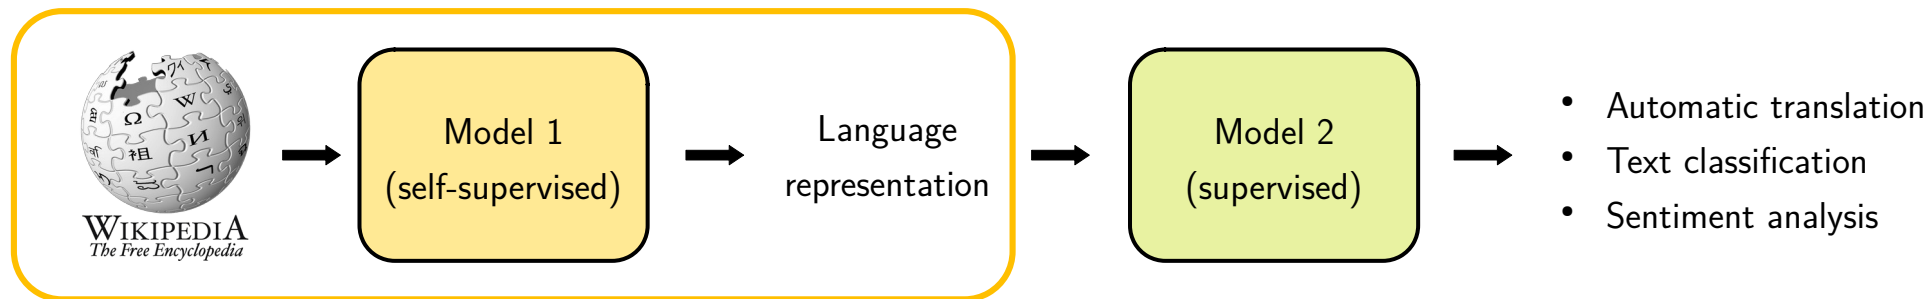 WIKIPEDIA
The Free Encyclopedia
Model 1
(self-supervised)
Language
representation
Model 2
(supervised)
• Automatic translation
• Text classification
• Sentiment analysis